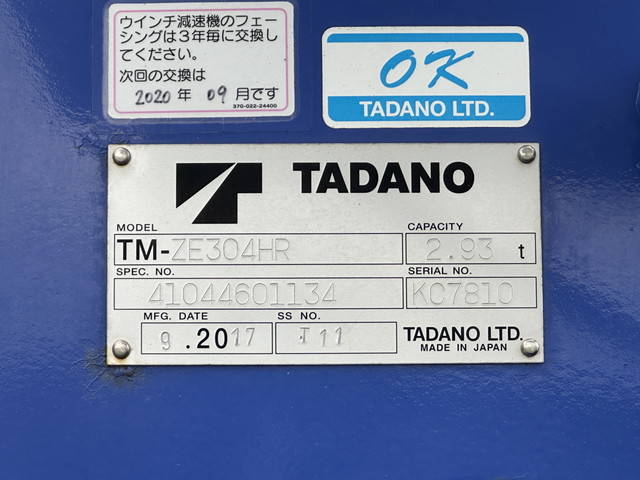 ウインチ減速機のフェー
シングは3年毎に交換し
てください。
次回の交換は
2020 年 09 月です
370-022-24400
OK
TADANO LTD.
TADANO
MODEL
TM-ZE304HR
CAPACITY
2.93 t
SPEC. NO.
41044601134
SERIAL NO.
KC7810
MFG. DATE
9 .2017
SS NO.
T11
TADANO LTD.
MADE IN JAPAN